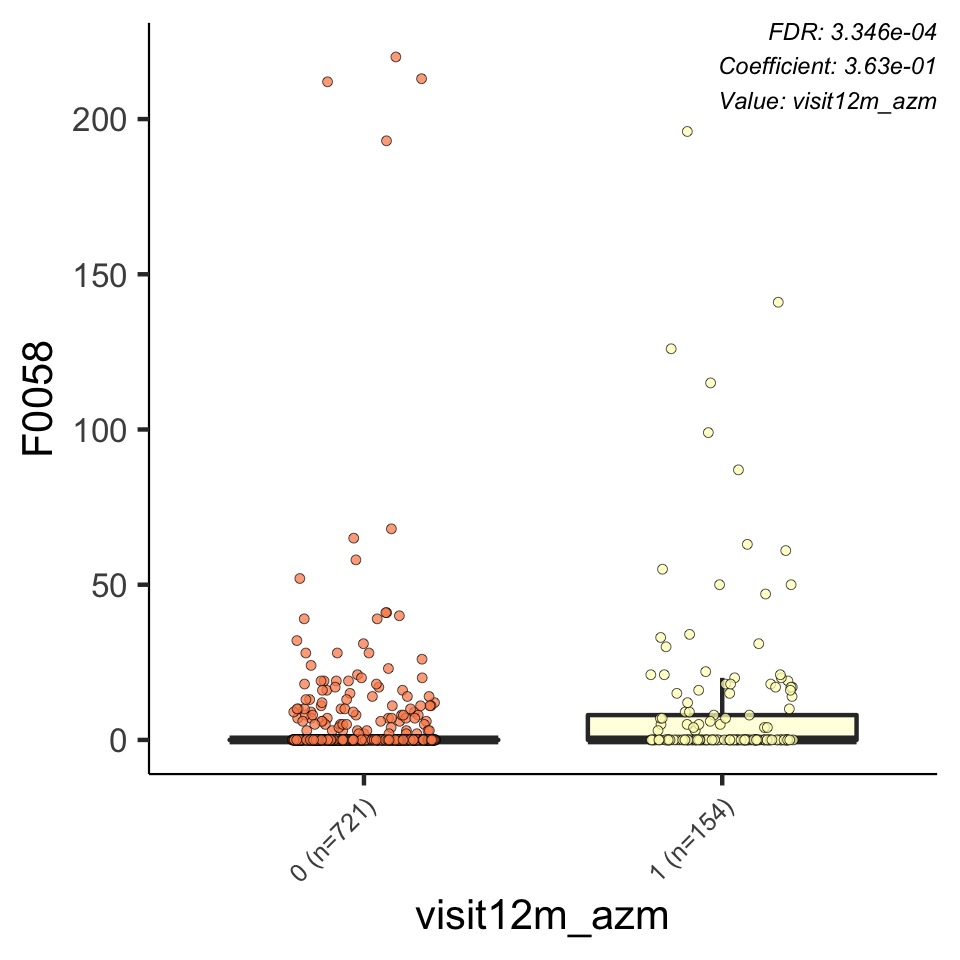 FDR: 3.346e-04
Coefficient: 3.63e-01
Value: visit12m_azm
200
150
100
50
0
F0058
0 (n=721)
1 (n=154)
visit12m_azm